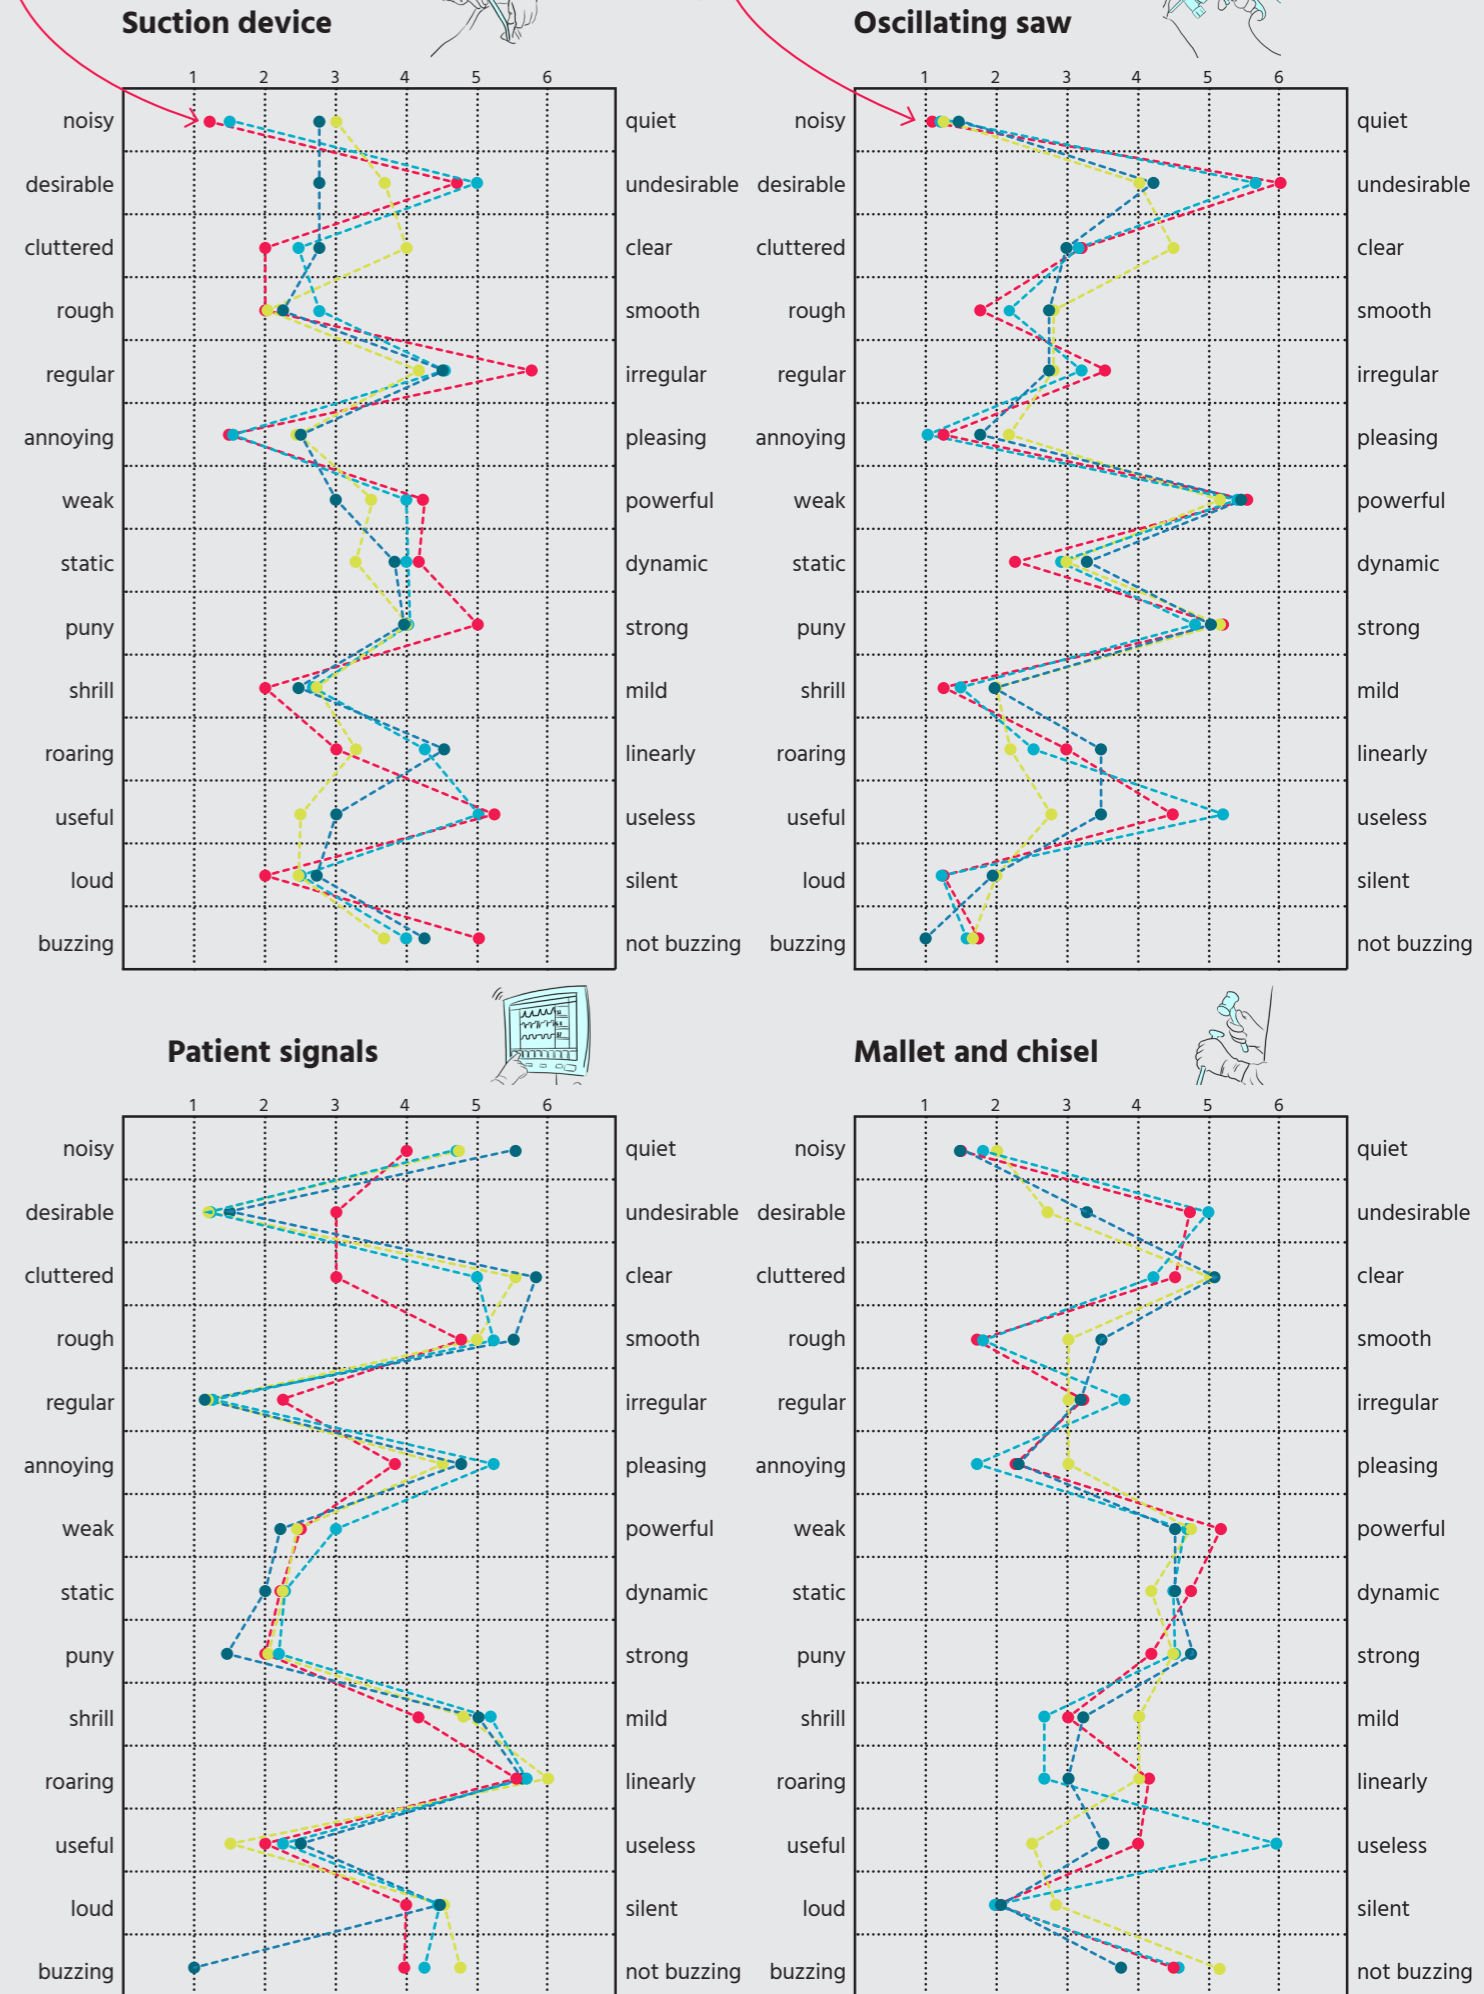 Suction device
1 2 3 4 5 6
noisy quiet
desirable undesirable
cluttered clear
rough smooth
regular irregular
annoying pleasing
weak powerful
static dynamic
puny strong
shrill mild
roaring linearly
useful useless
loud silent
buzzing not buzzing
Oscillating saw
1 2 3 4 5 6
noisy quiet
desirable undesirable
cluttered clear
rough smooth
regular irregular
annoying pleasing
weak powerful
static dynamic
puny strong
shrill mild
roaring linearly
useful useless
loud silent
buzzing not buzzing
Patient signals
1 2 3 4 5 6
noisy quiet
desirable undesirable
cluttered clear
rough smooth
regular irregular
annoying pleasing
weak powerful
static dynamic
puny strong
shrill mild
roaring linearly
useful useless
loud silent
buzzing not buzzing
Mallet and chisel
1 2 3 4 5 6
noisy quiet
desirable undesirable
cluttered clear
rough smooth
regular irregular
annoying pleasing
weak powerful
static dynamic
puny strong
shrill mild
roaring linearly
useful useless
loud silent
buzzing not buzzing